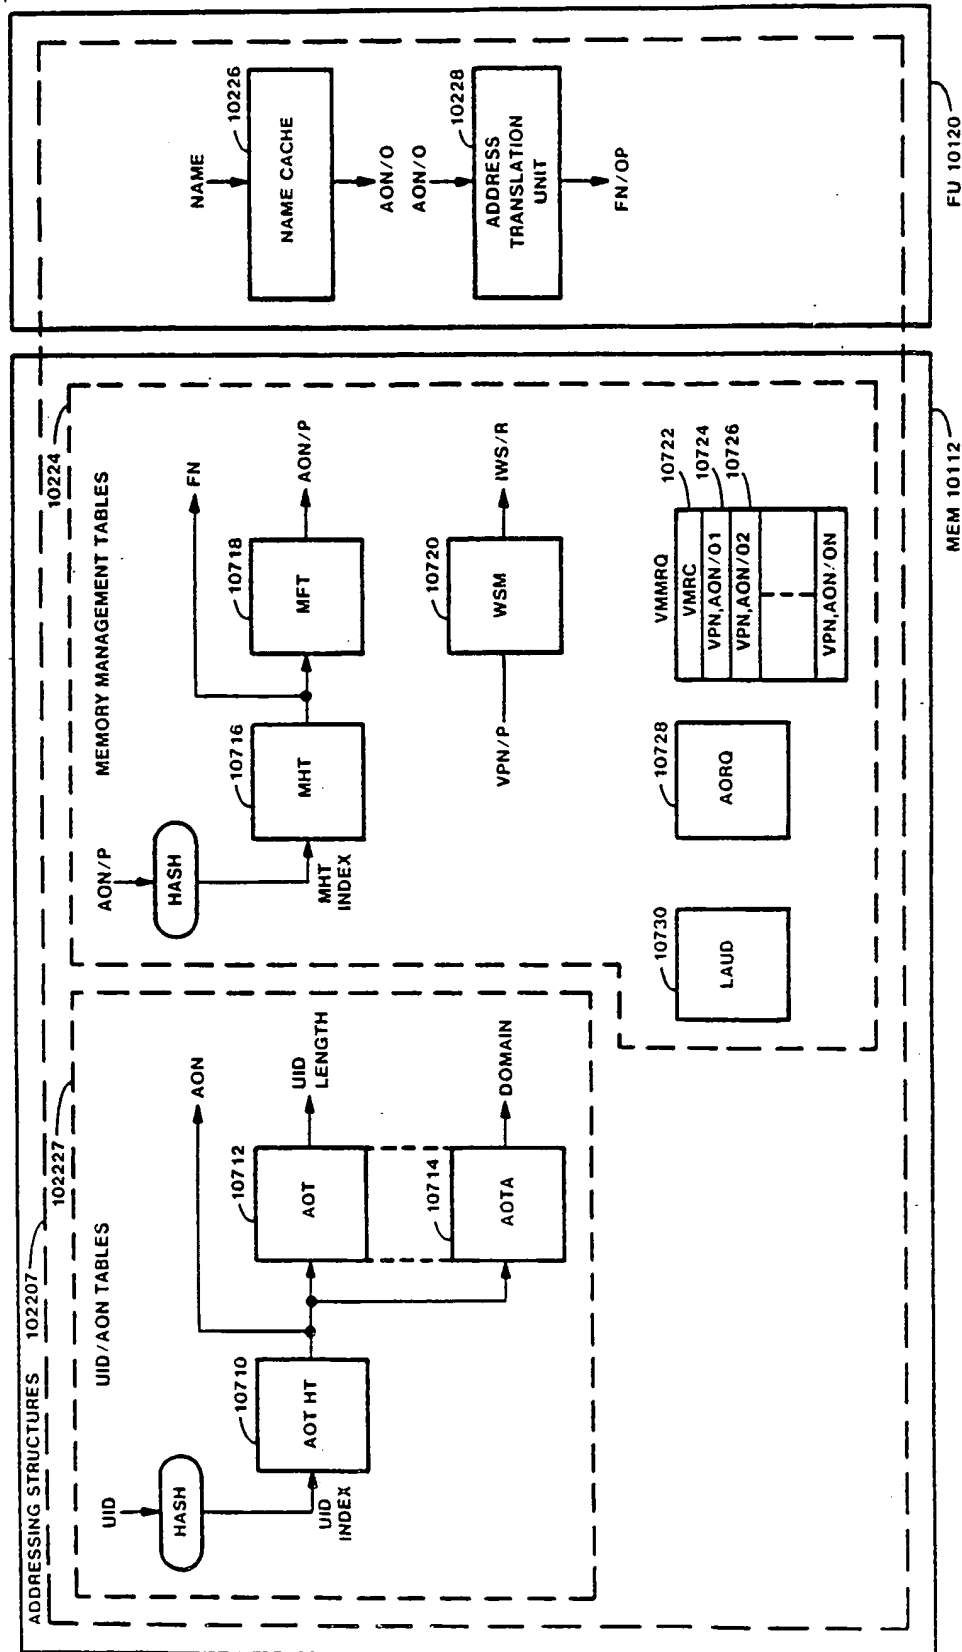 ADDRESSING STRUCTURES 102207
102227
UID/AON TABLES
UID
HASH
UID
INDEX
10710
AOT HT
AON
10712
AOT
UID
LENGTH
10714
AOTA
DOMAIN
10224
MEMORY MANAGEMENT TABLES
AON/P
HASH
MHT
INDEX
10716
MHT
FN
10718
MFT
AON/P
VPN/P
10720
WSM
IWS/R
10730
LAUD
10728
AORQ
VMMRQ
VMRC
10722
VPN,AON/O1
10724
VPN,AON/O2
10726
VPN,AON/ON
MEM 10112
NAME
10226
NAME CACHE
AON/O
AON/O
10228
ADDRESS
TRANSLATION
UNIT
FN/OP
FU 10120